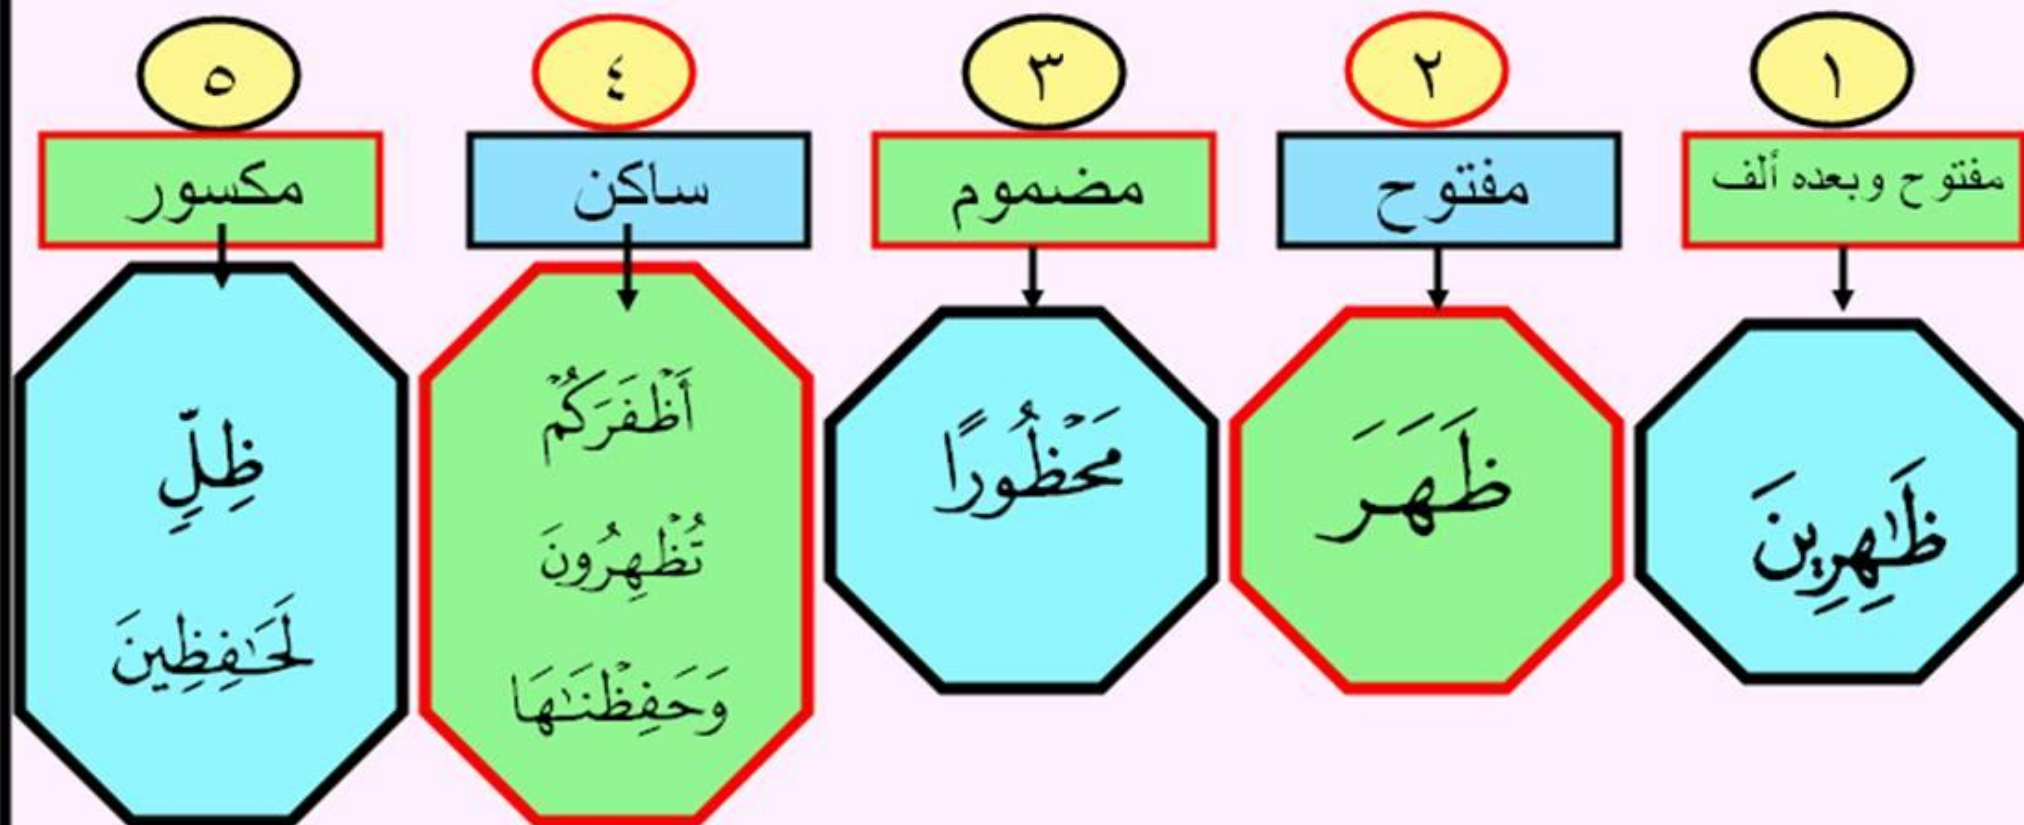 ١
٢
٣
٤
٥
مفتوح وبعده ألف
مفتوح
مضموم
ساكن
مكسور
ظَـٰهِرِينَ
ظَهَرَ
مَحۡظُورًا
أَظۡفَرَكُمۡ
تُظۡهِرُونَ
وَحَفِظۡنَـٰهَا
ظِلِّ
لَحَـٰفِظِينَ